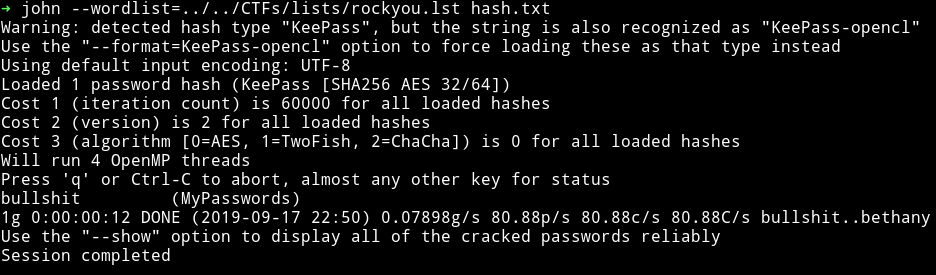 ➜ john --wordlist=../../CTFs/lists/rockyou.lst hash.txt
Warning: detected hash type "KeePass", but the string is also recognized as "KeePass-opencl"
Use the "--format=KeePass-opencl" option to force loading these as that type instead
Using default input encoding: UTF-8
Loaded 1 password hash (KeePass [SHA256 AES 32/64])
Cost 1 (iteration count) is 60000 for all loaded hashes
Cost 2 (version) is 2 for all loaded hashes
Cost 3 (algorithm [0=AES, 1=TwoFish, 2=ChaCha]) is 0 for all loaded hashes
Will run 4 OpenMP threads
Press 'q' or Ctrl-C to abort, almost any other key for status
bullshit         (MyPasswords)
1g 0:00:00:12 DONE (2019-09-17 22:50) 0.07898g/s 80.88p/s 80.88c/s 80.88C/s bullshit..bethany
Use the "--show" option to display all of the cracked passwords reliably
Session completed